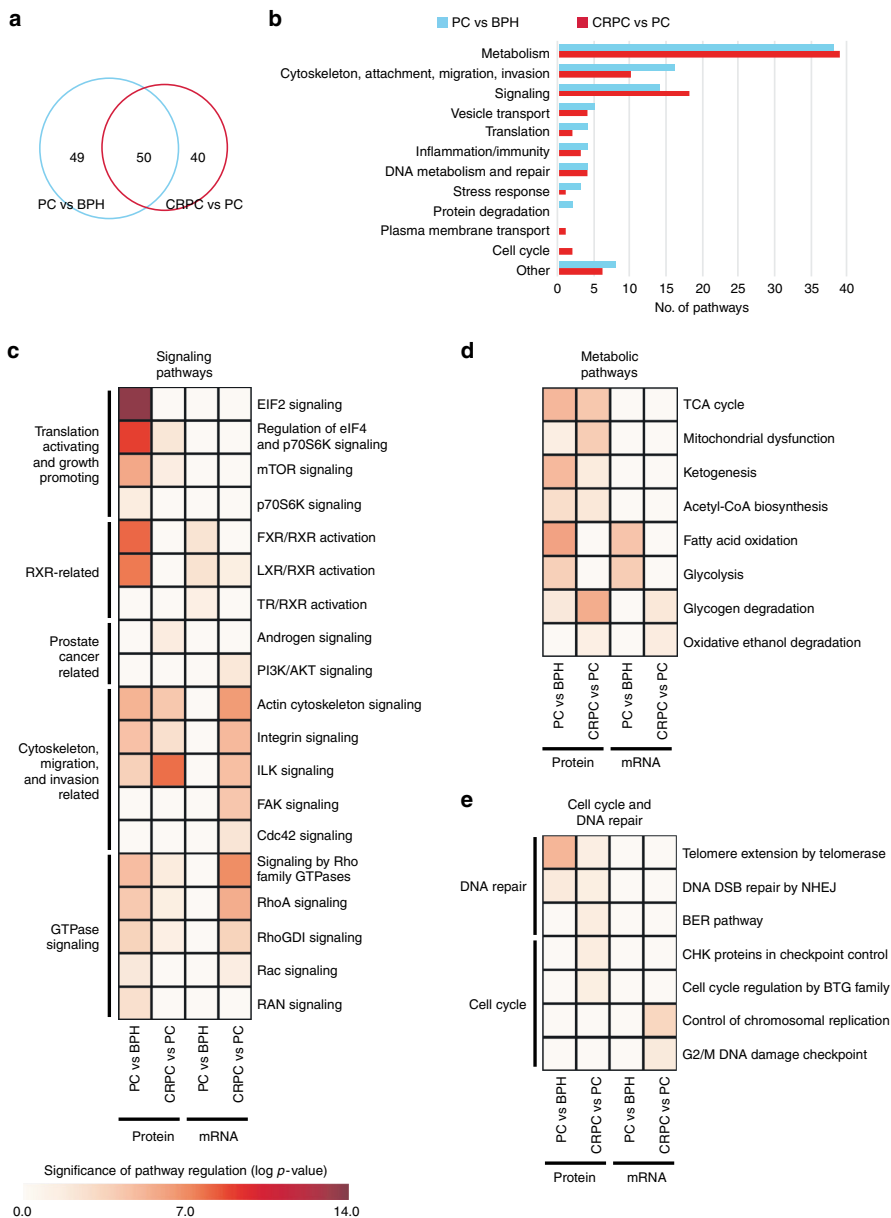 a
49
50
40
PC vs BPH
CRPC vs PC
b
PC vs BPH
CRPC vs PC
Metabolism
Cytoskeleton, attachment, migration, invasion
Signaling
Vesicle transport
Translation
Inflammation/immunity
DNA metabolism and repair
Stress response
Protein degradation
Plasma membrane transport
Cell cycle
Other
0 5 10 15 20 25 30 35 40
No. of pathways
c
Signaling
pathways
Translation
activating
and growth
promoting
EIF2 signaling
Regulation of eIF4
and p70S6K signaling
mTOR signaling
p70S6K signaling
RXR-related
FXR/RXR activation
LXR/RXR activation
TR/RXR activation
Prostate
cancer
related
Androgen signaling
PI3K/AKT signaling
Cytoskeleton,
migration,
and invasion
related
Actin cytoskeleton signaling
Integrin signaling
ILK signaling
FAK signaling
Cdc42 signaling
GTPase
signaling
Signaling by Rho
family GTPases
RhoA signaling
RhoGDI signaling
Rac signaling
RAN signaling
PC vs BPH
CRPC vs PC
PC vs BPH
CRPC vs PC
Protein
mRNA
Significance of pathway regulation (log p-value)
0.0 7.0 14.0
d
Metabolic
pathways
TCA cycle
Mitochondrial dysfunction
Ketogenesis
Acetyl-CoA biosynthesis
Fatty acid oxidation
Glycolysis
Glycogen degradation
Oxidative ethanol degradation
PC vs BPH
CRPC vs PC
PC vs BPH
CRPC vs PC
Protein
mRNA
e
Cell cycle and
DNA repair
DNA repair
Telomere extension by telomerase
DNA DSB repair by NHEJ
BER pathway
Cell cycle
CHK proteins in checkpoint control
Cell cycle regulation by BTG family
Control of chromosomal replication
G2/M DNA damage checkpoint
PC vs BPH
CRPC vs PC
PC vs BPH
CRPC vs PC
Protein
mRNA